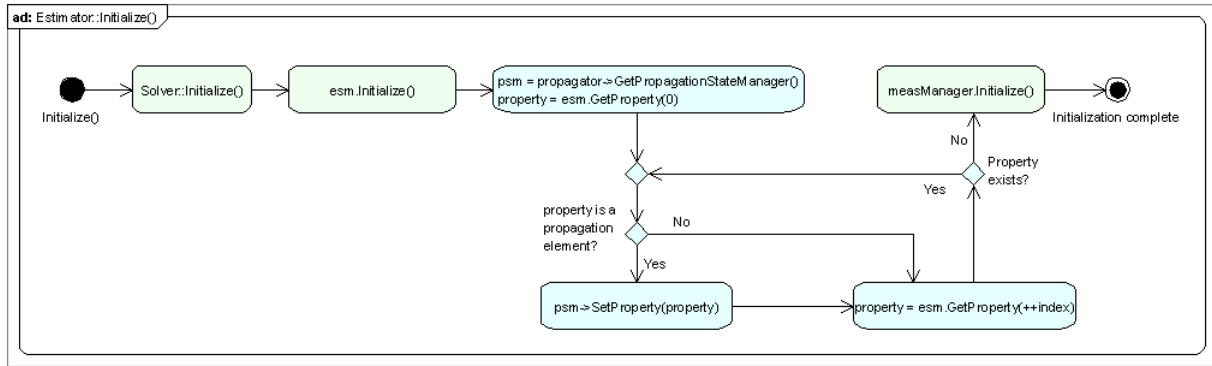 ad: Estimator::Initialize()
Initialize()
Solver::Initialize()
esm.Initialize()
psm = propagator->GetPropagationStateManager()
property = esm.GetProperty(0)
measManager.Initialize()
Initialization complete
No
Property
exists?
Yes
property is a
propagation
element?
No
Yes
psm->SetProperty(property)
property = esm.GetProperty(++index)